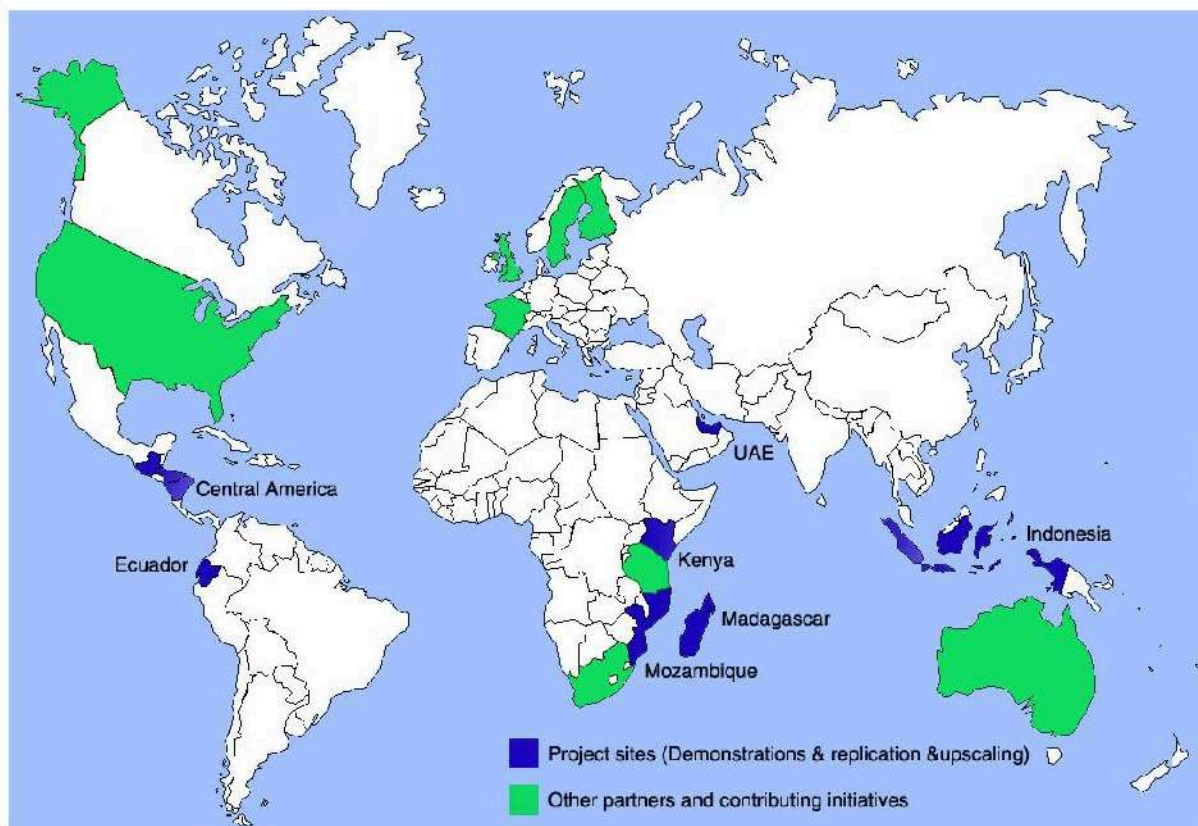 UAE
Central America
Indonesia
Ecuador
Kenya
Madagascar
Mozambique
Project sites (Demonstrations & replication &upscaling)
Other partners and contributing initiatives